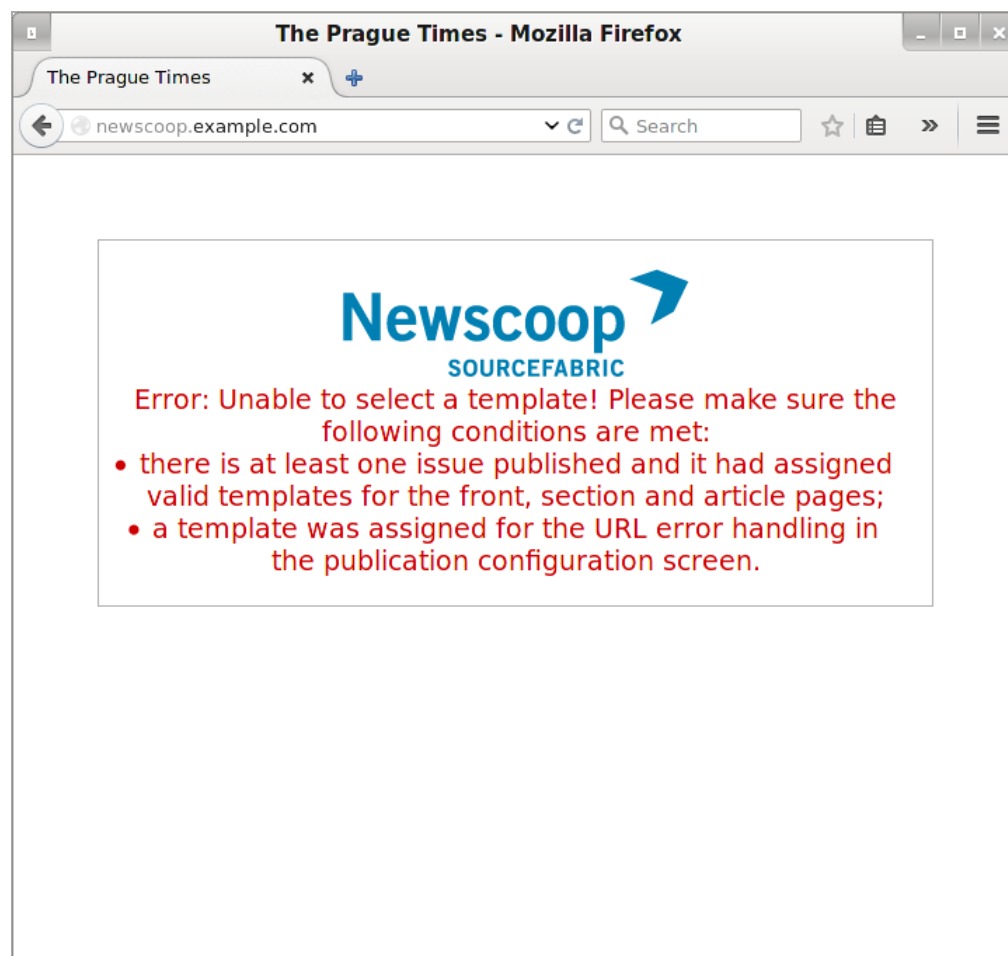 The Prague Times - Mozilla Firefox
The Prague Times
newscoop.example.com
Search
Newscoop
SOURCEFABRIC
Error: Unable to select a template! Please make sure the
following conditions are met:
• there is at least one issue published and it had assigned
valid templates for the front, section and article pages;
• a template was assigned for the URL error handling in
the publication configuration screen.